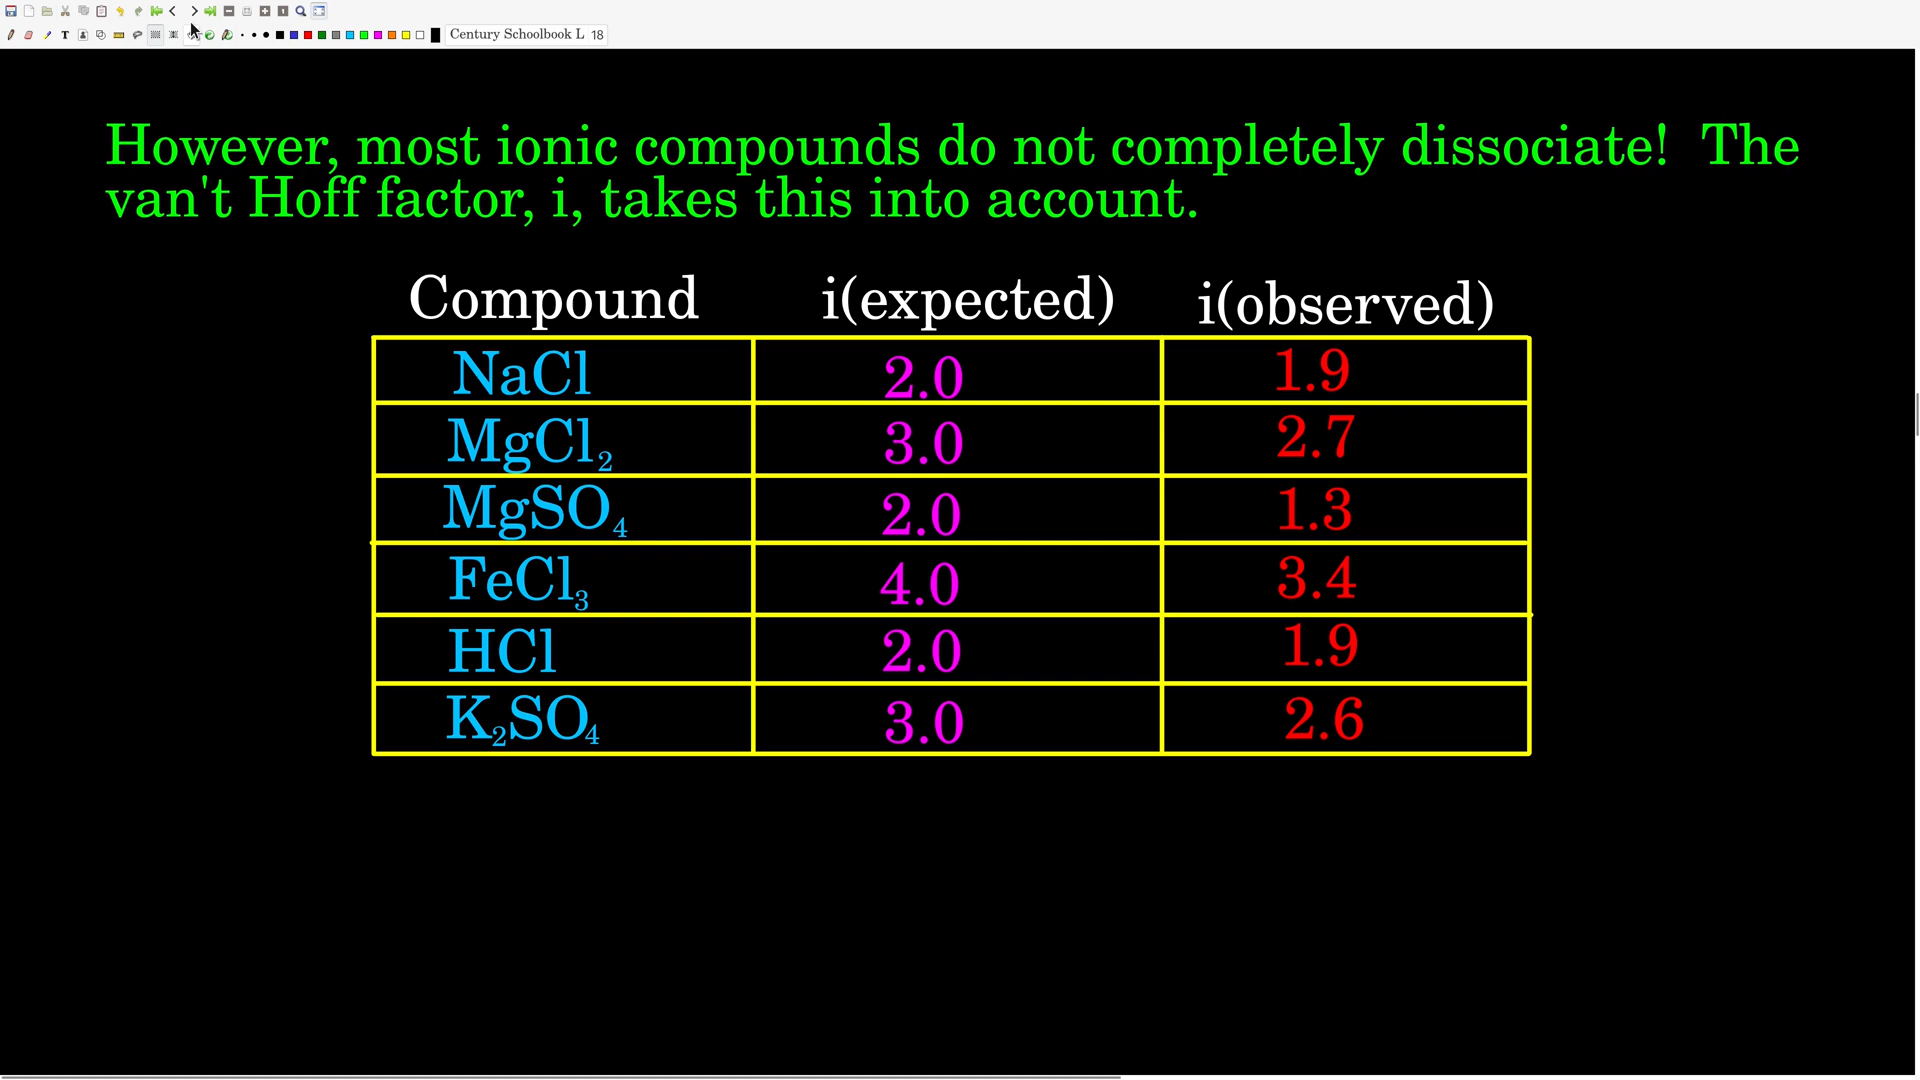 Century Schoolbook L 18
However, most ionic compounds do not completely dissociate! The
van't Hoff factor, i, takes this into account.
Compound i(expected) i(observed)
NaCl 2.0 1.9
MgCl₂ 3.0 2.7
MgSO₄ 2.0 1.3
FeCl₃ 4.0 3.4
HCl 2.0 1.9
K₂SO₄ 3.0 2.6